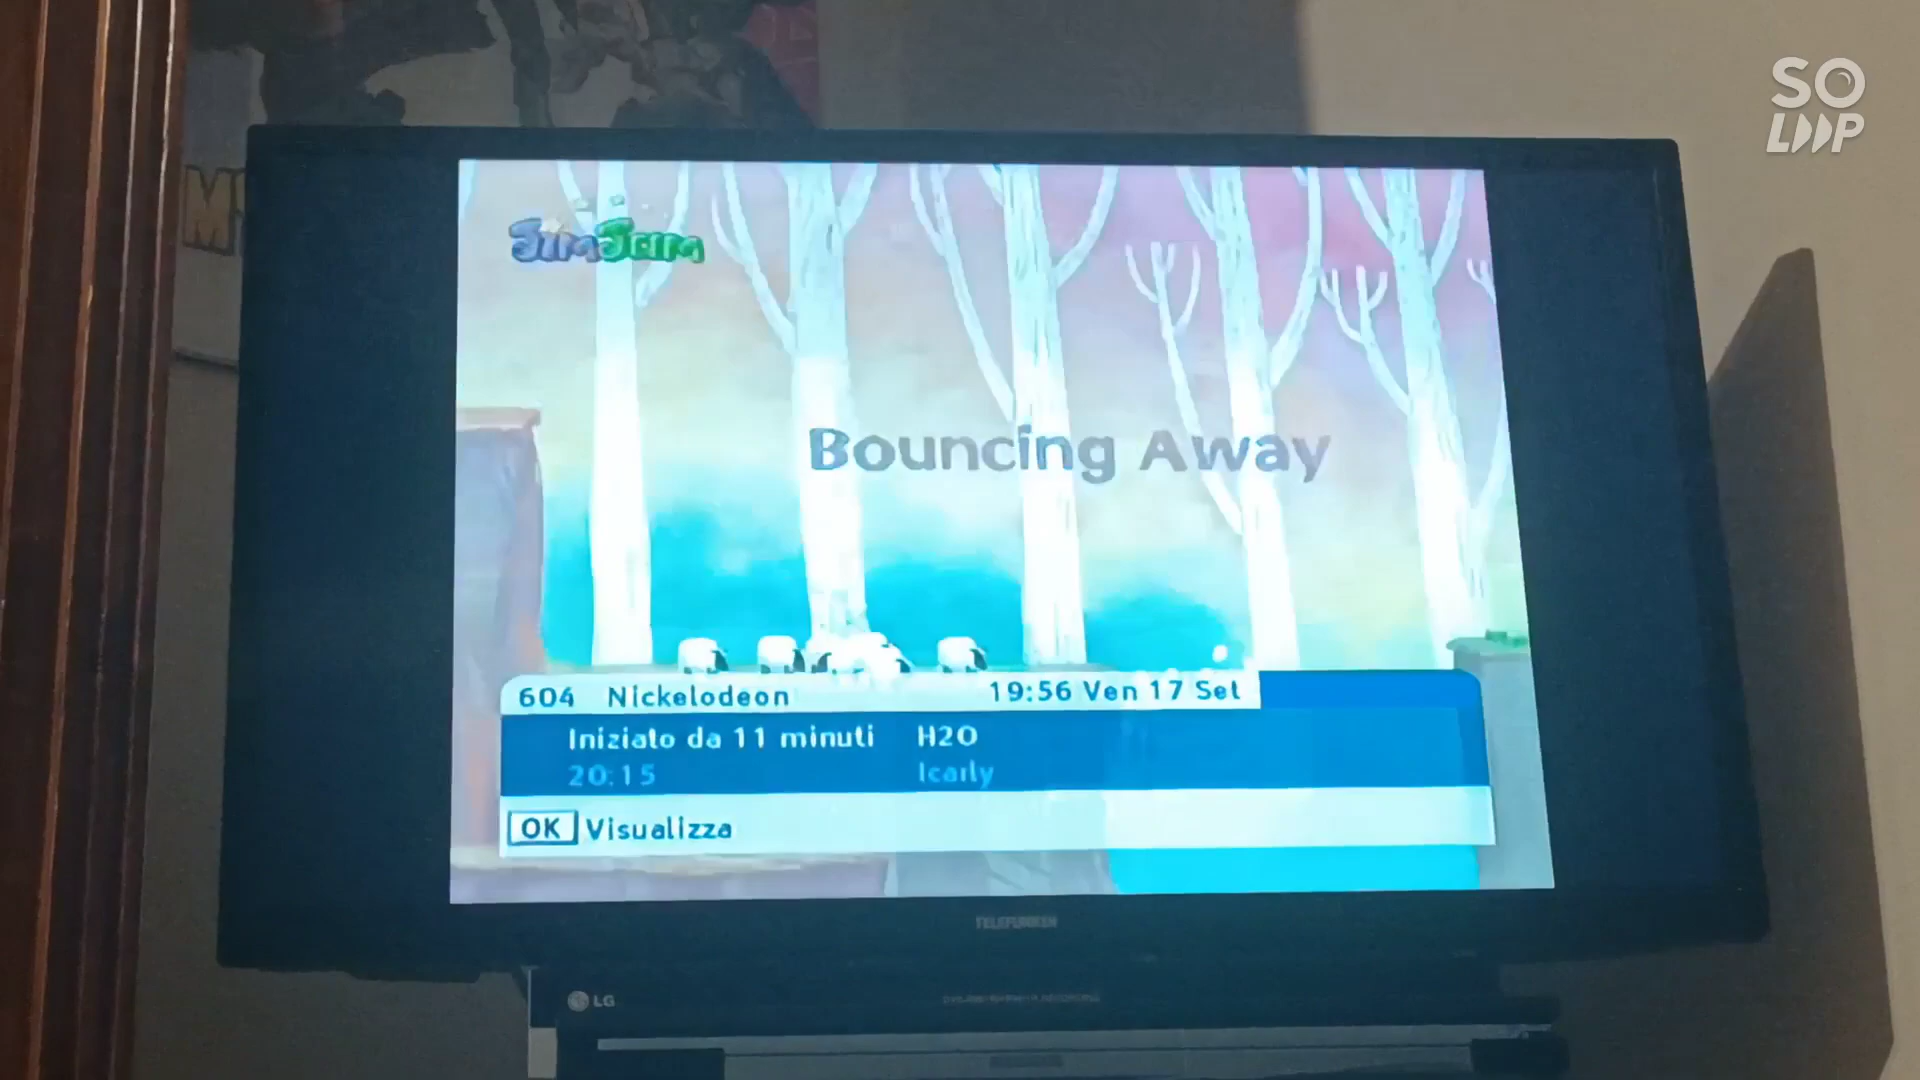 SO
LOOP
JimJam
Bouncing Away
604 Nickelodeon 19:56 Ven 17 Set
Iniziato da 11 minuti H2O
20:15 Icarly
OK Visualizza
TELEFUNKEN
LG